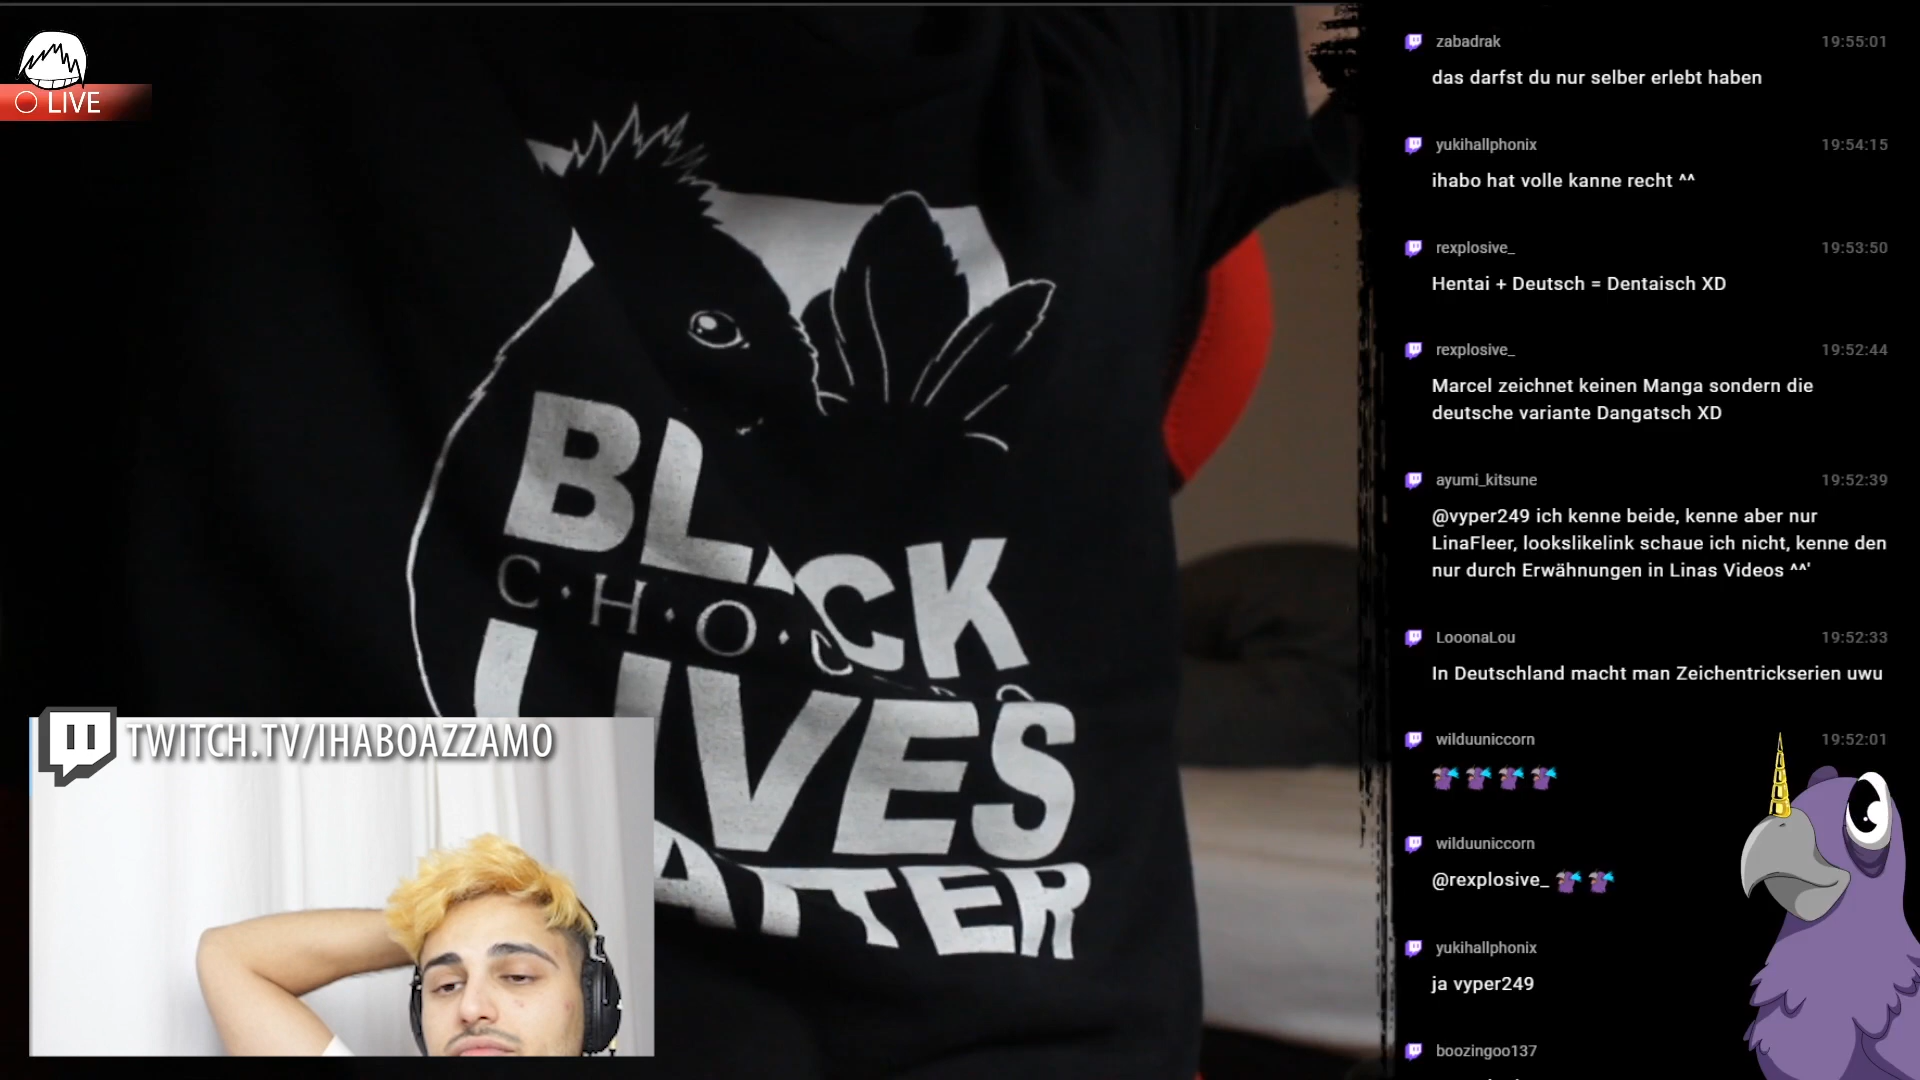 LIVE
BLACK
C·H·O·C
LIVES
MATTER
TWITCH.TV/IHABOAZZAMO
zabadrak 19:55:01
das darfst du nur selber erlebt haben
yukihallphonix 19:54:15
ihabo hat volle kanne recht ^^
rexplosive_ 19:53:50
Hentai + Deutsch = Dentaisch XD
rexplosive_ 19:52:44
Marcel zeichnet keinen Manga sondern die
deutsche variante Dangatsch XD
ayumi_kitsune 19:52:39
@vyper249 ich kenne beide, kenne aber nur
LinaFleer, lookslikelink schaue ich nicht, kenne den
nur durch Erwähnungen in Linas Videos ^^'
LooonaLou 19:52:33
In Deutschland macht man Zeichentrickserien uwu
wilduuniccorn 19:52:01
wilduuniccorn
@rexplosive_
yukihallphonix
ja vyper249
boozingoo137